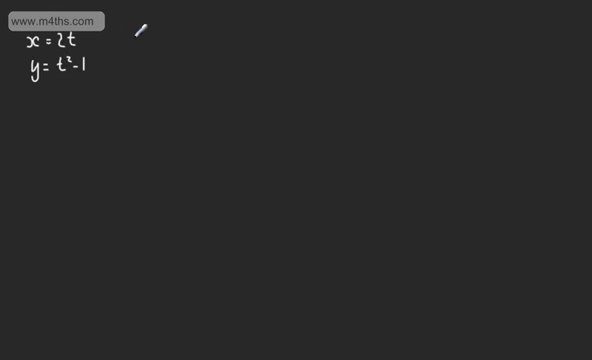 www.m4ths.com
x = 2t
y = t²-1